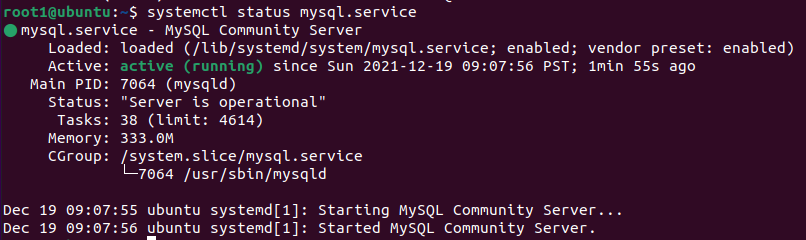 root1@ubuntu:~$ systemctl status mysql.service
● mysql.service - MySQL Community Server
     Loaded: loaded (/lib/systemd/system/mysql.service; enabled; vendor preset: enabled)
     Active: active (running) since Sun 2021-12-19 09:07:56 PST; 1min 55s ago
   Main PID: 7064 (mysqld)
     Status: "Server is operational"
      Tasks: 38 (limit: 4614)
     Memory: 333.0M
     CGroup: /system.slice/mysql.service
             └─7064 /usr/sbin/mysqld

Dec 19 09:07:55 ubuntu systemd[1]: Starting MySQL Community Server...
Dec 19 09:07:56 ubuntu systemd[1]: Started MySQL Community Server.